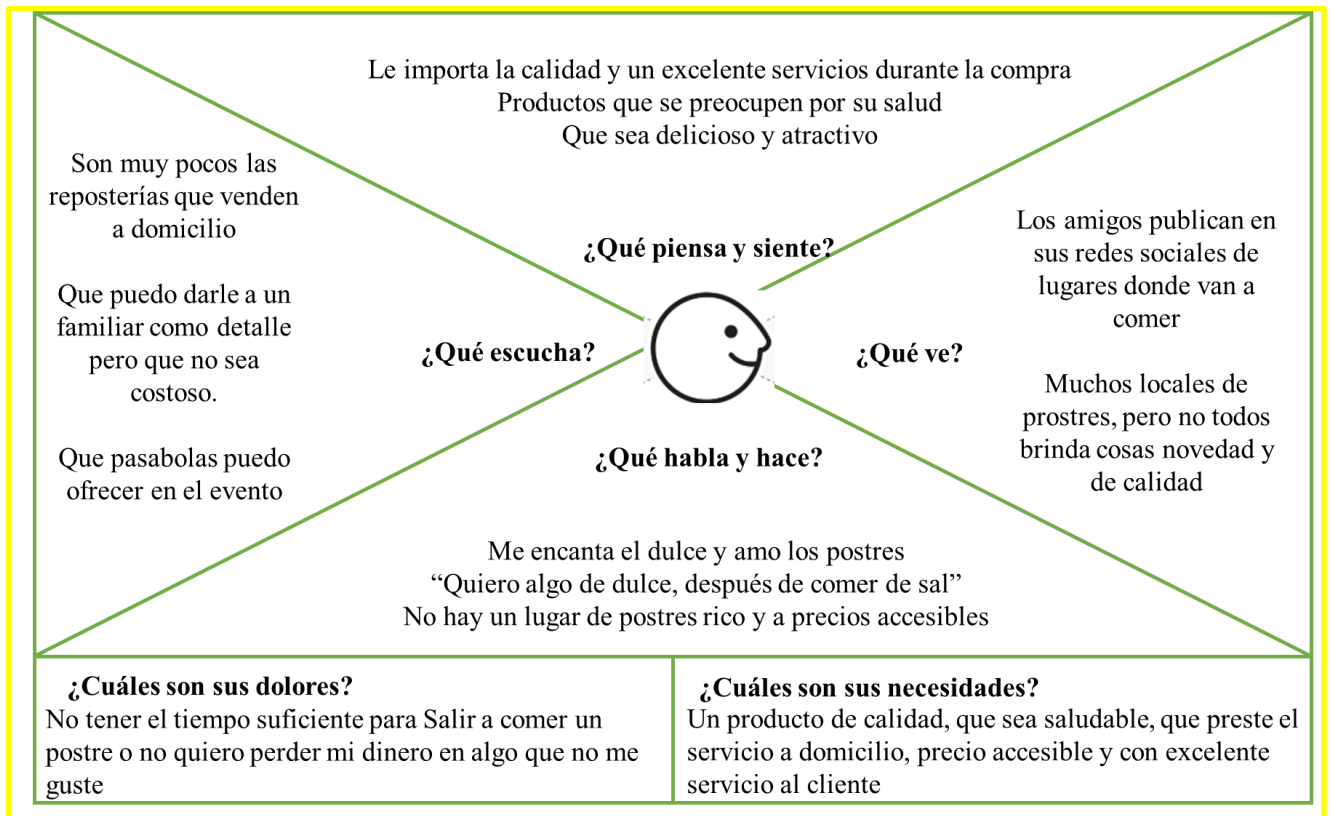 Le importa la calidad y un excelente servicios durante la compra
Productos que se preocupen por su salud
Que sea delicioso y atractivo
¿Qué piensa y siente?
Son muy pocos las
reposterías que venden
a domicilio
Que puedo darle a un
familiar como detalle
pero que no sea
costoso.
Que pasabolas puedo
ofrecer en el evento
¿Qué escucha?
¿Qué ve?
Los amigos publican en
sus redes sociales de
lugares donde van a
comer
Muchos locales de
prostres, pero no todos
brinda cosas novedad y
de calidad
¿Qué habla y hace?
Me encanta el dulce y amo los postres
“Quiero algo de dulce, después de comer de sal”
No hay un lugar de postres rico y a precios accesibles
¿Cuáles son sus dolores?
No tener el tiempo suficiente para Salir a comer un
postre o no quiero perder mi dinero en algo que no me
guste
¿Cuáles son sus necesidades?
Un producto de calidad, que sea saludable, que preste el
servicio a domicilio, precio accesible y con excelente
servicio al cliente